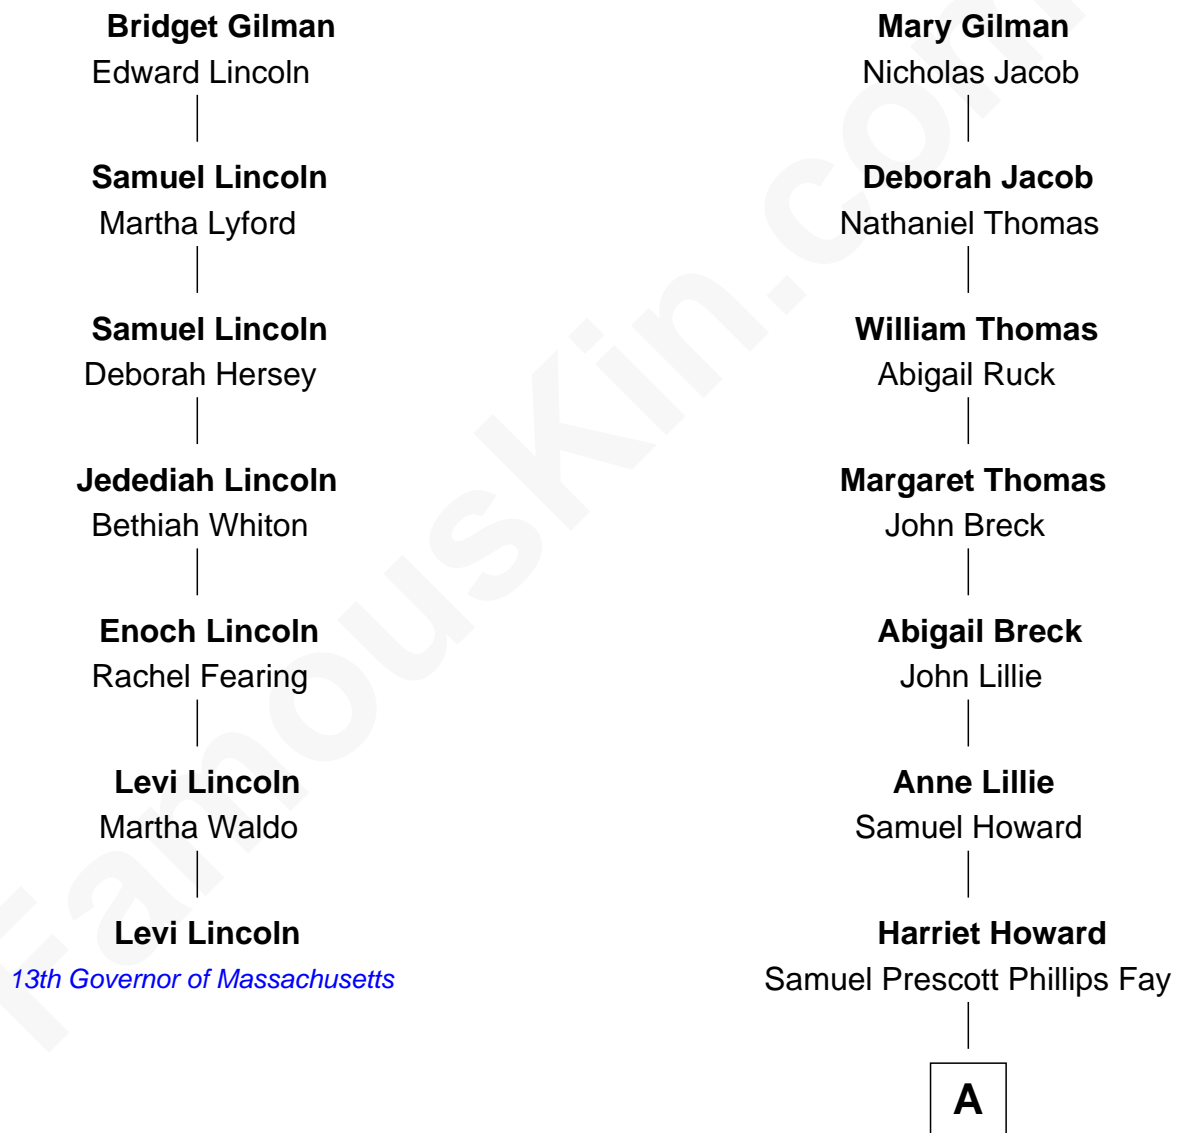 Bridget Gilman
Edward Lincoln
Samuel Lincoln
Martha Lyford
Samuel Lincoln
Deborah Hersey
Jedediah Lincoln
Bethiah Whiton
Enoch Lincoln
Rachel Fearing
Levi Lincoln
Martha Waldo
Levi Lincoln
13th Governor of Massachusetts
Mary Gilman
Nicholas Jacob
Deborah Jacob
Nathaniel Thomas
William Thomas
Abigail Ruck
Margaret Thomas
John Breck
Abigail Breck
John Lillie
Anne Lillie
Samuel Howard
Harriet Howard
Samuel Prescott Phillips Fay
A
FamousKin.com